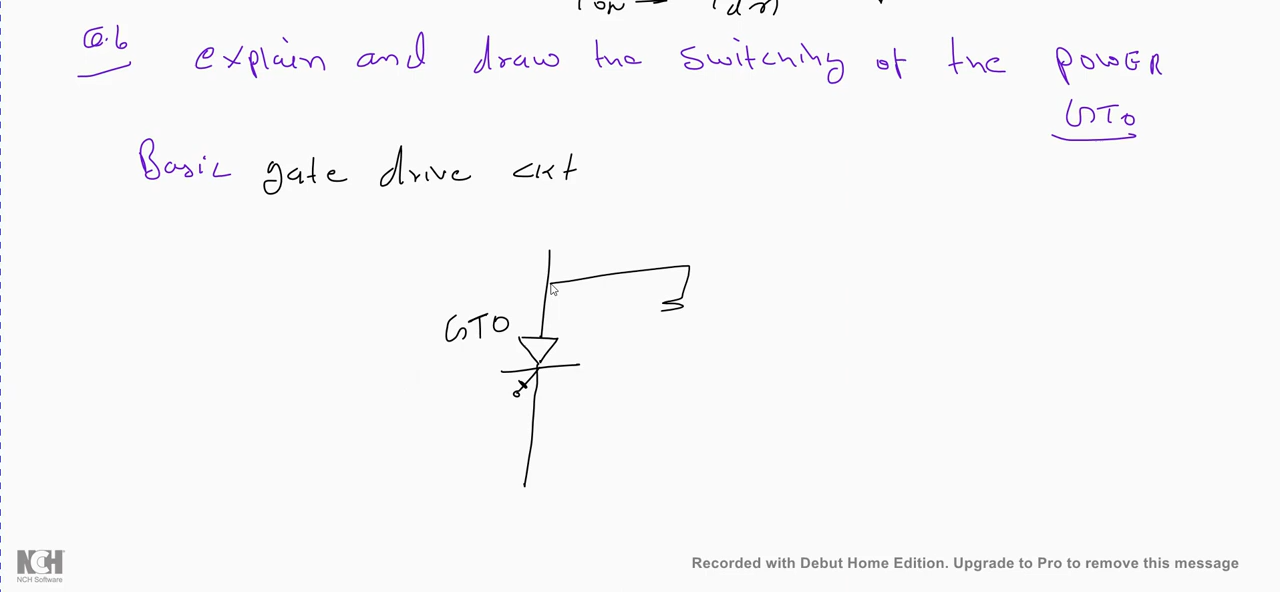 Q.6 explain and draw the switching of the POWER
GTO
Basic gate drive ckt
GTO
NCH
NCH Software
Recorded with Debut Home Edition. Upgrade to Pro to remove this message